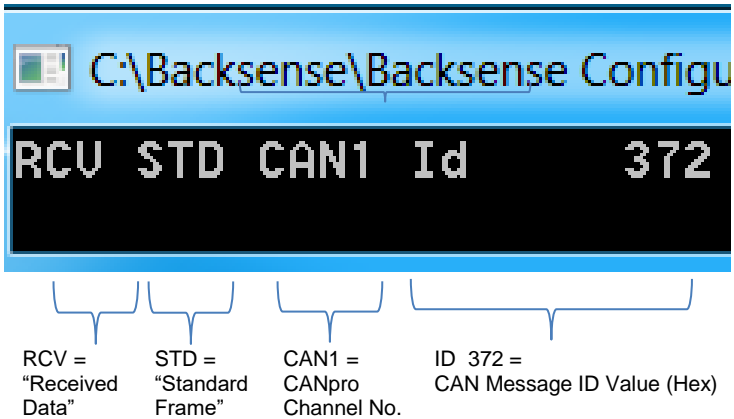 C:\Backsense\Backsense Configu
RCV STD CAN1 Id 372
RCV =
“Received
Data”
STD =
“Standard
Frame”
CAN1 =
CANpro
Channel No.
ID 372 =
CAN Message ID Value (Hex)